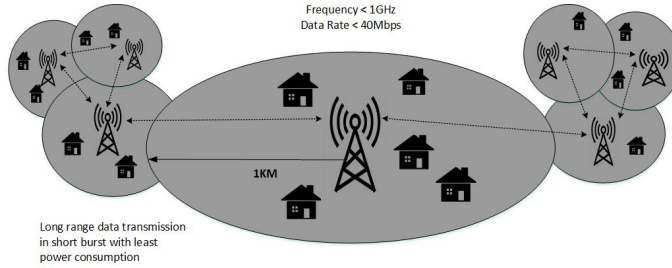 Frequency < 1GHz
Data Rate < 40Mbps
1KM
Long range data transmission
in short burst with least
power consumption